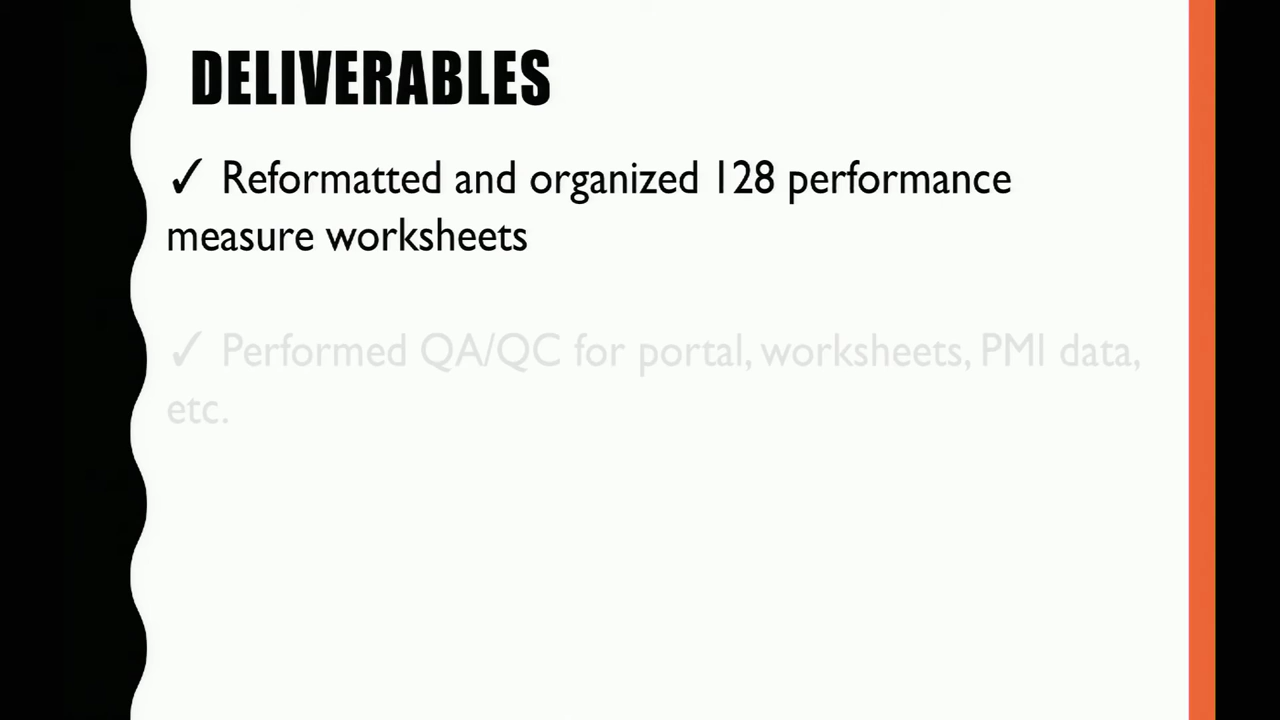 DELIVERABLES
✓ Reformatted and organized 128 performance
measure worksheets
✓ Performed QA/QC for portal, worksheets, PMI data,
etc.